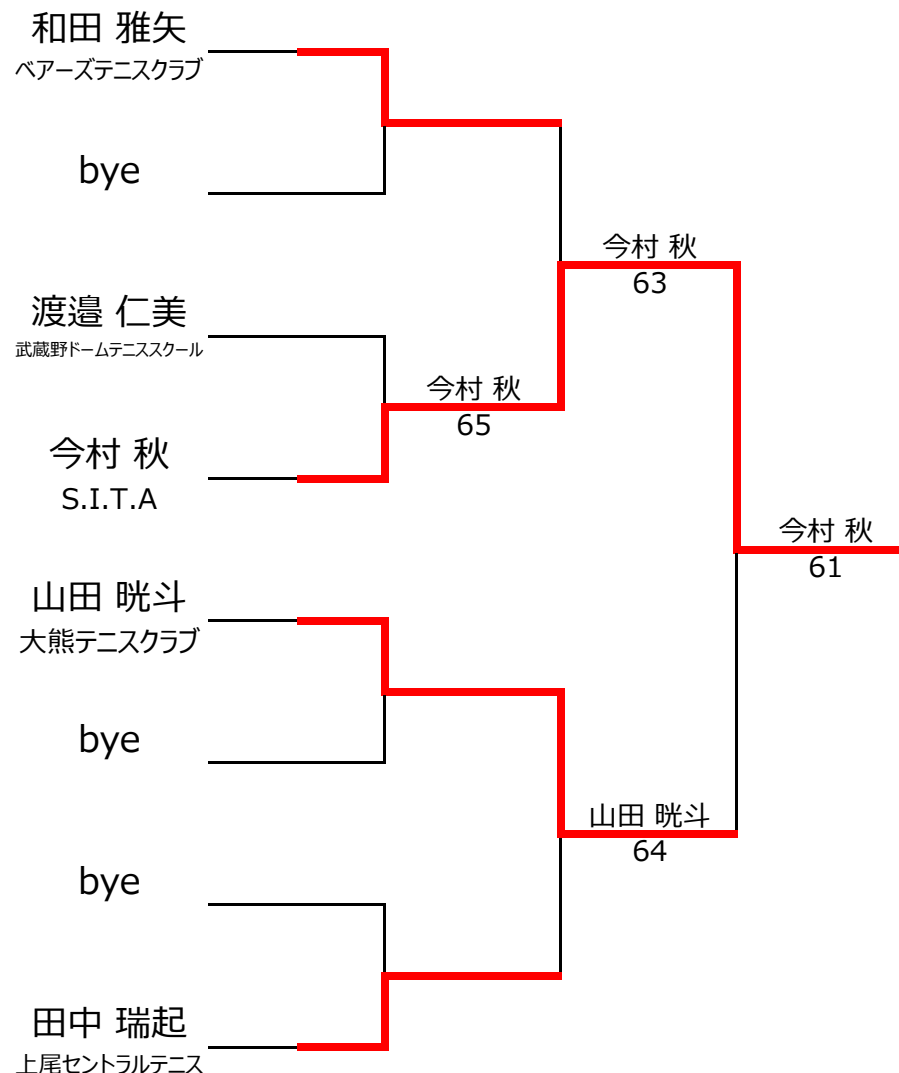 和田 雅矢
ベアーズテニスクラブ
bye
今村 秋
63
渡邉 仁美
武蔵野ドームテニススクール
今村 秋
65
今村 秋
S.I.T.A
今村 秋
61
山田 晄斗
大熊テニスクラブ
bye
山田 晄斗
64
bye
田中 瑞起
上尾セントラルテニス